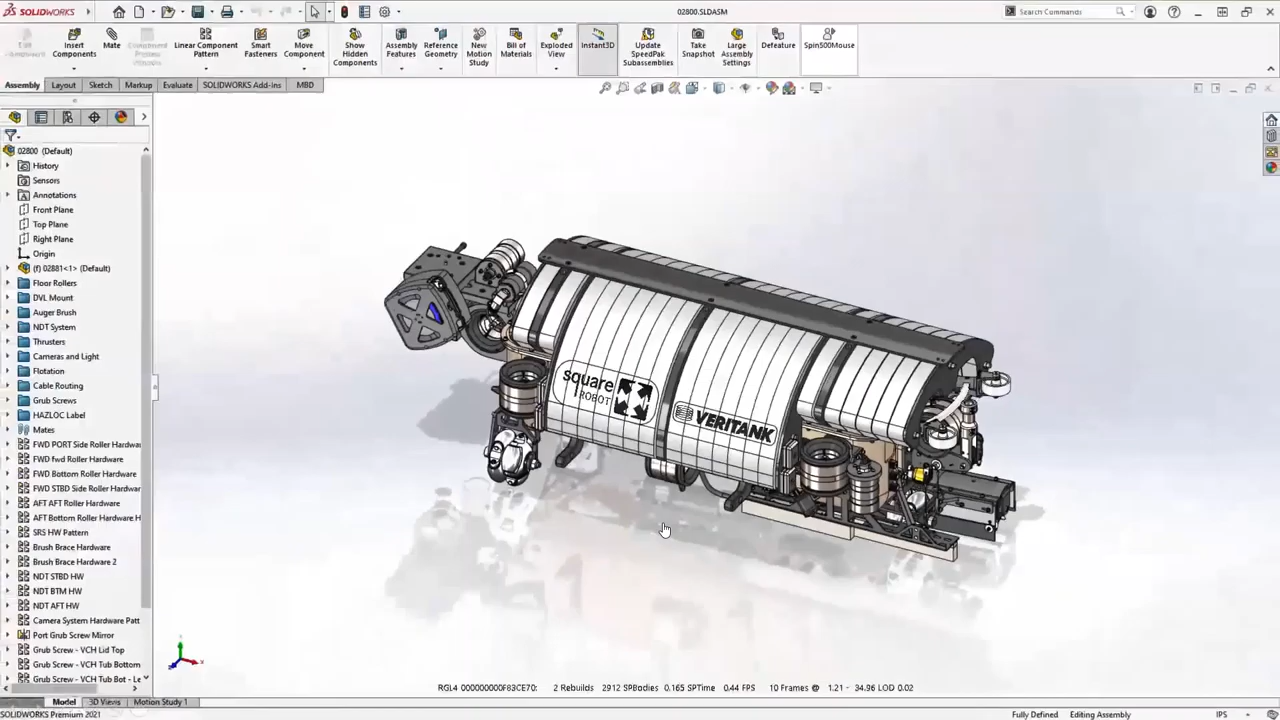 SOLIDWORKS
02800.SLDASM
Search Commands
Insert Components
Mate
Linear Component Pattern
Smart Fasteners
Move Component
Show Hidden Components
Assembly Features
Reference Geometry
New Motion Study
Bill of Materials
Exploded View
Instant3D
Update SpeedPak Subassemblies
Take Snapshot
Large Assembly Settings
Defeature
Spin500Mouse
Assembly
Layout
Sketch
Markup
Evaluate
SOLIDWORKS Add-Ins
MBD
02800 (Default)
History
Sensors
Annotations
Front Plane
Top Plane
Right Plane
Origin
(f) 02881<1> (Default)
Floor Rollers
DVL Mount
Auger Brush
NDT System
Thrusters
Cameras and Light
Flotation
Cable Routing
Grub Screws
HAZLOC Label
Mates
FWD PORT Side Roller Hardwa
FWD fwd Roller Hardware
FWD Bottom Roller Hardware
FWD STBD Side Roller Hardwar
AFT AFT Roller Hardware
AFT Bottom Roller Hardware H
SRS HW Pattern
Brush Brace Hardware
Brush Brace Hardware 2
NDT STBD HW
NDT BTM HW
NDT AFT HW
Camera System Hardware Patt
Port Grub Screw Mirror
Grub Screw - VCH Lid Top
Grub Screw - VCH Tub Bottom
Grub Screw - VCH Tub Bot - Le
square
ROBOT
VERITANK
RGL4 000000000F83CE70: 2 Rebuilds 2912 SPBodies 0.165 SPTime 0.44 FPS 10 Frames @ 1.21 - 34.96 LOD 0.02
Model
3D Views
Motion Study 1
SOLIDWORKS Premium 2021
Fully Defined
Editing Assembly
IPS